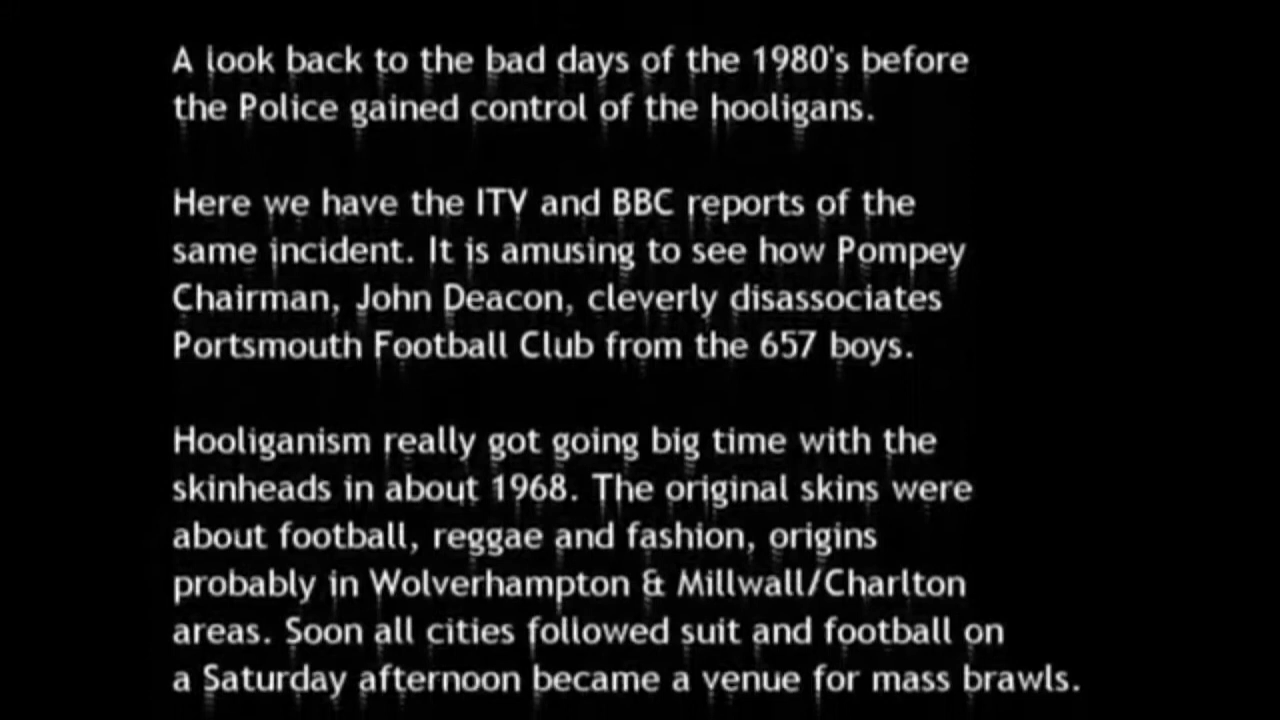 A look back to the bad days of the 1980's before
the Police gained control of the hooligans.
Here we have the ITV and BBC reports of the
same incident. It is amusing to see how Pompey
Chairman, John Deacon, cleverly disassociates
Portsmouth Football Club from the 657 boys.
Hooliganism really got going big time with the
skinheads in about 1968. The original skins were
about football, reggae and fashion, origins
probably in Wolverhampton & Millwall/Charlton
areas. Soon all cities followed suit and football on
a Saturday afternoon became a venue for mass brawls.